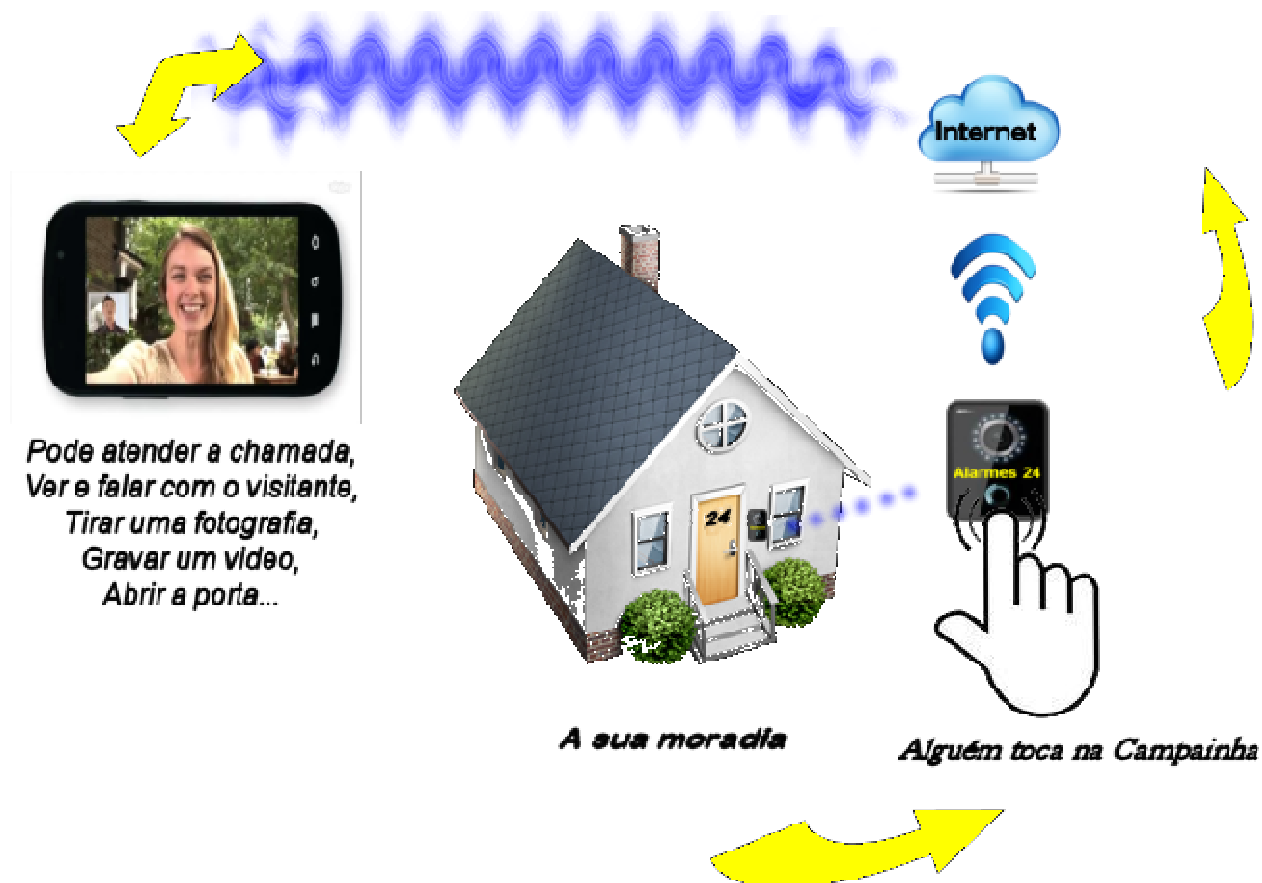 Internet
Alarmes 24
24
Pode atender a chamada,
Ver e falar com o visitante,
Tirar uma fotografia,
Gravar um video,
Abrir a porta...
A sua moradia
Alguém toca na Campainha